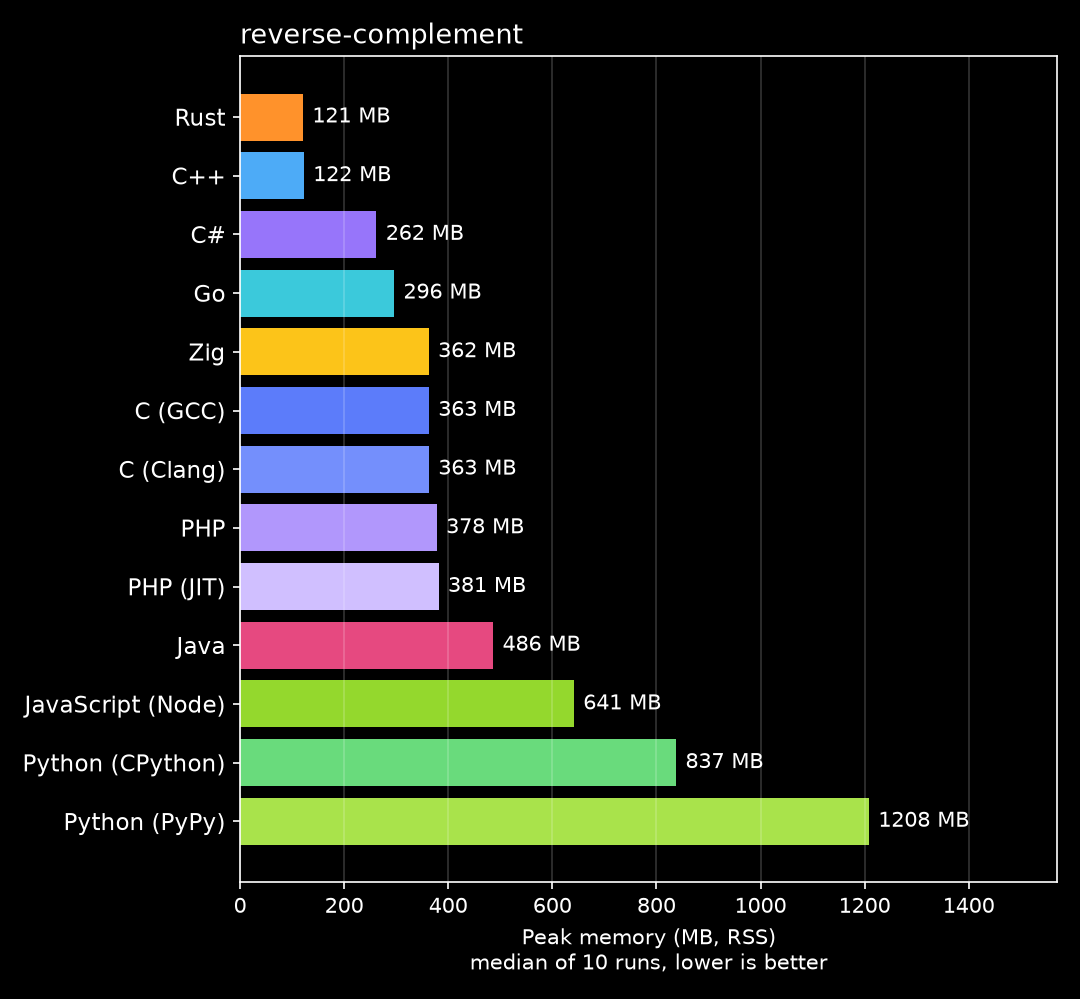 reverse-complement
Rust 121 MB
C++ 122 MB
C# 262 MB
Go 296 MB
Zig 362 MB
C (GCC) 363 MB
C (Clang) 363 MB
PHP 378 MB
PHP (JIT) 381 MB
Java 486 MB
JavaScript (Node) 641 MB
Python (CPython) 837 MB
Python (PyPy) 1208 MB
0 200 400 600 800 1000 1200 1400
Peak memory (MB, RSS)
median of 10 runs, lower is better